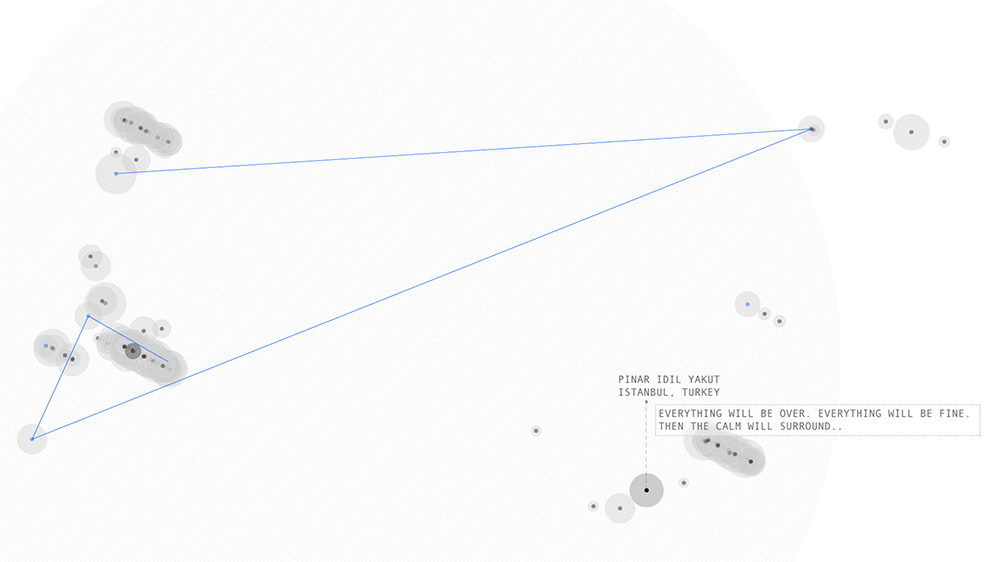 PINAR IDIL YAKUT
ISTANBUL, TURKEY
EVERYTHING WILL BE OVER. EVERYTHING WILL BE FINE.
THEN THE CALM WILL SURROUND..